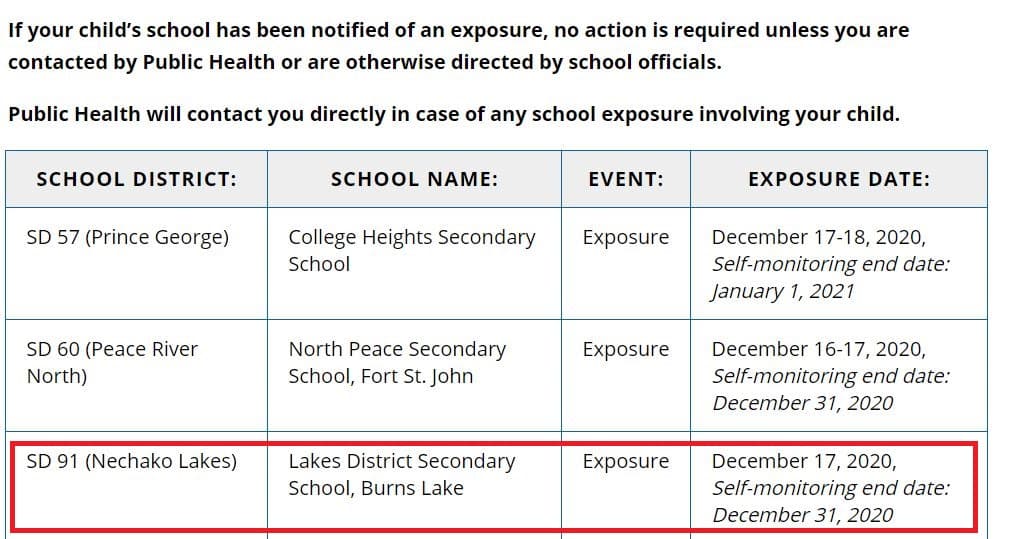 If your child’s school has been notified of an exposure, no action is required unless you are
contacted by Public Health or are otherwise directed by school officials.
Public Health will contact you directly in case of any school exposure involving your child.
SCHOOL DISTRICT: SCHOOL NAME: EVENT: EXPOSURE DATE:
SD 57 (Prince George) College Heights Secondary Exposure December 17-18, 2020,
School Self-monitoring end date:
January 1, 2021
SD 60 (Peace River North Peace Secondary Exposure December 16-17, 2020,
North) School, Fort St. John Self-monitoring end date:
December 31, 2020
SD 91 (Nechako Lakes) Lakes District Secondary Exposure December 17, 2020,
School, Burns Lake Self-monitoring end date:
December 31, 2020